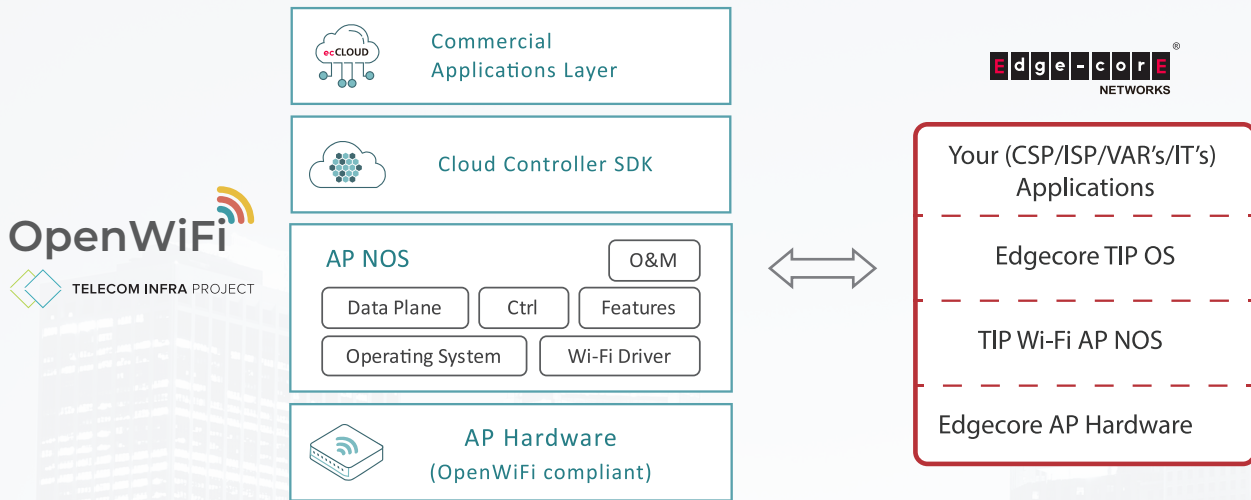 OpenWiFi
TELECOM INFRA PROJECT
ecCLOUD
Commercial
Applications Layer
Cloud Controller SDK
AP NOS
O&M
Data Plane
Ctrl
Features
Operating System
Wi-Fi Driver
AP Hardware
(OpenWiFi compliant)
Edge-corE®
NETWORKS
Your (CSP/ISP/VAR's/IT's)
Applications
Edgecore TIP OS
TIP Wi-Fi AP NOS
Edgecore AP Hardware